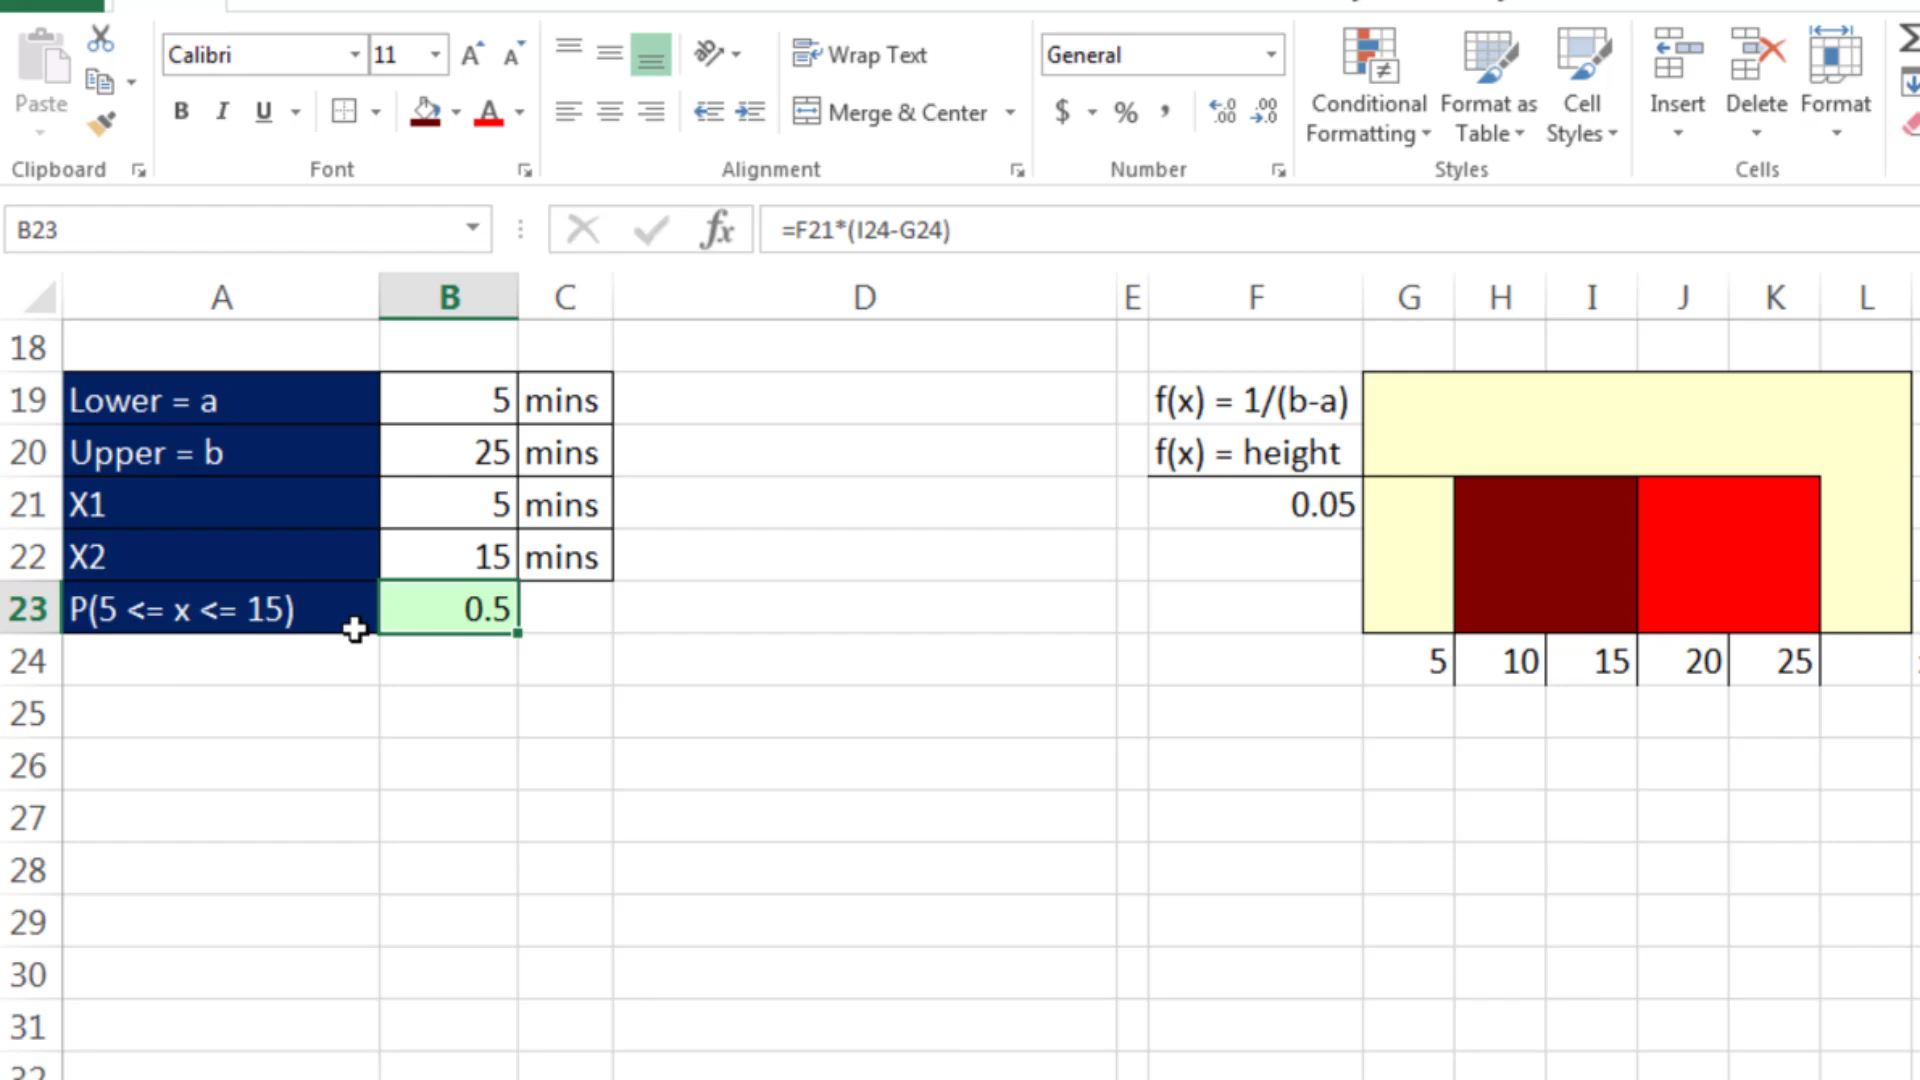 Calibri 11 Wrap Text General
Paste B I U A Merge & Center $ % , Conditional Formatting Format as Table Cell Styles Insert Delete Format
Clipboard Font Alignment Number Styles Cells
B23 fx =F21*(I24-G24)
A B C D E F G H I J K L
18
19 Lower = a 5 mins f(x) = 1/(b-a)
20 Upper = b 25 mins f(x) = height
21 X1 5 mins 0.05
22 X2 15 mins
23 P(5 <= x <= 15) 0.5
24 5 10 15 20 25
25
26
27
28
29
30
31
32